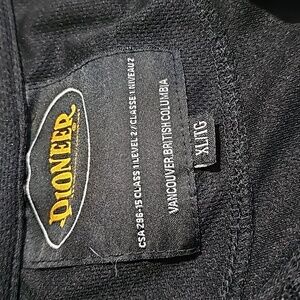 PIONEER
CSA Z96-15 CLASS 1 LEVEL 2 / CLASSE 1 NIVEAU 2
VANCOUVER, BRITISH COLUMBIA
XL/TG